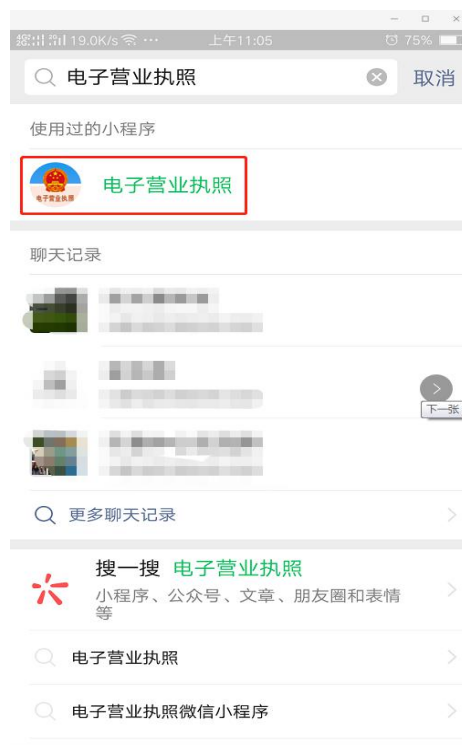 19.0K/s ··· 上午11:05 75%
电子营业执照 取消
使用过的小程序
电子营业执照 电子营业执照
聊天记录
下一张
更多聊天记录
搜一搜 电子营业执照
小程序、公众号、文章、朋友圈和表情
等
电子营业执照
电子营业执照微信小程序